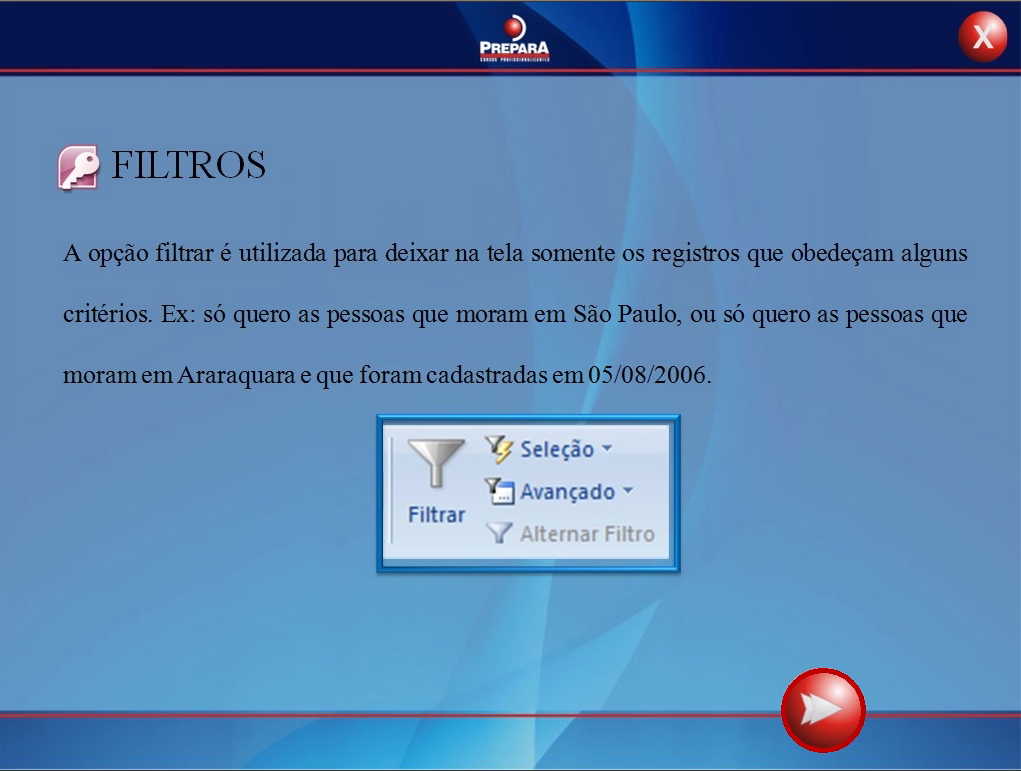 PREPARA
CURSOS PROFISSIONALIZANTES
X
FILTROS
A opção filtrar é utilizada para deixar na tela somente os registros que obedeçam alguns
critérios. Ex: só quero as pessoas que moram em São Paulo, ou só quero as pessoas que
moram em Araraquara e que foram cadastradas em 05/08/2006.
Seleção
Avançado
Filtrar
Alternar Filtro